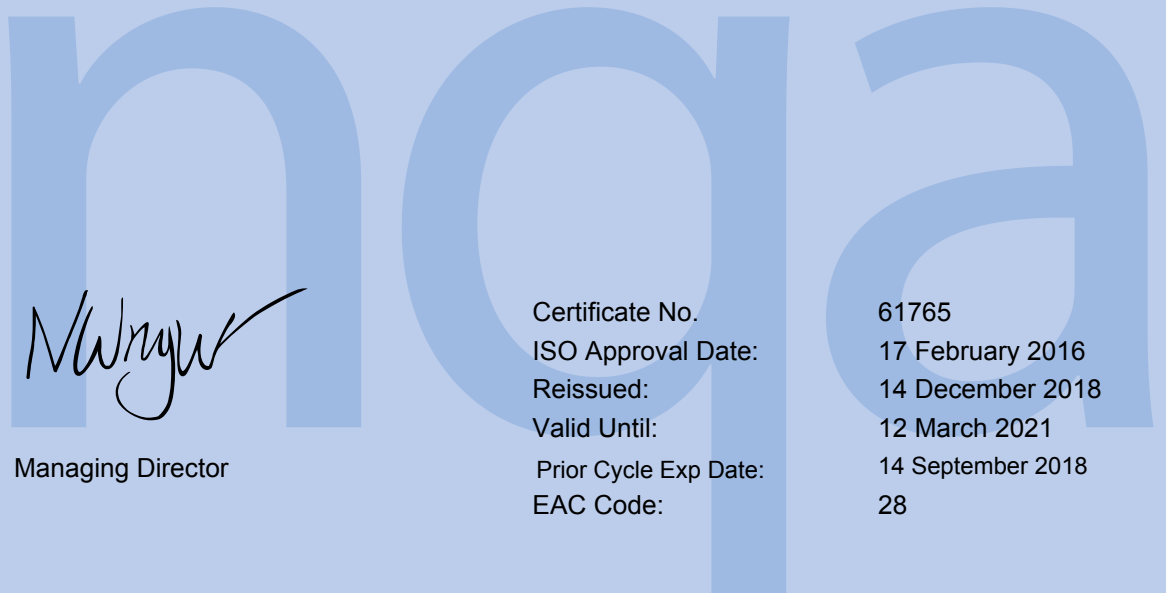 nqa
Certificate No. 61765
ISO Approval Date: 17 February 2016
Reissued: 14 December 2018
Valid Until: 12 March 2021
Managing Director
Prior Cycle Exp Date: 14 September 2018
EAC Code: 28